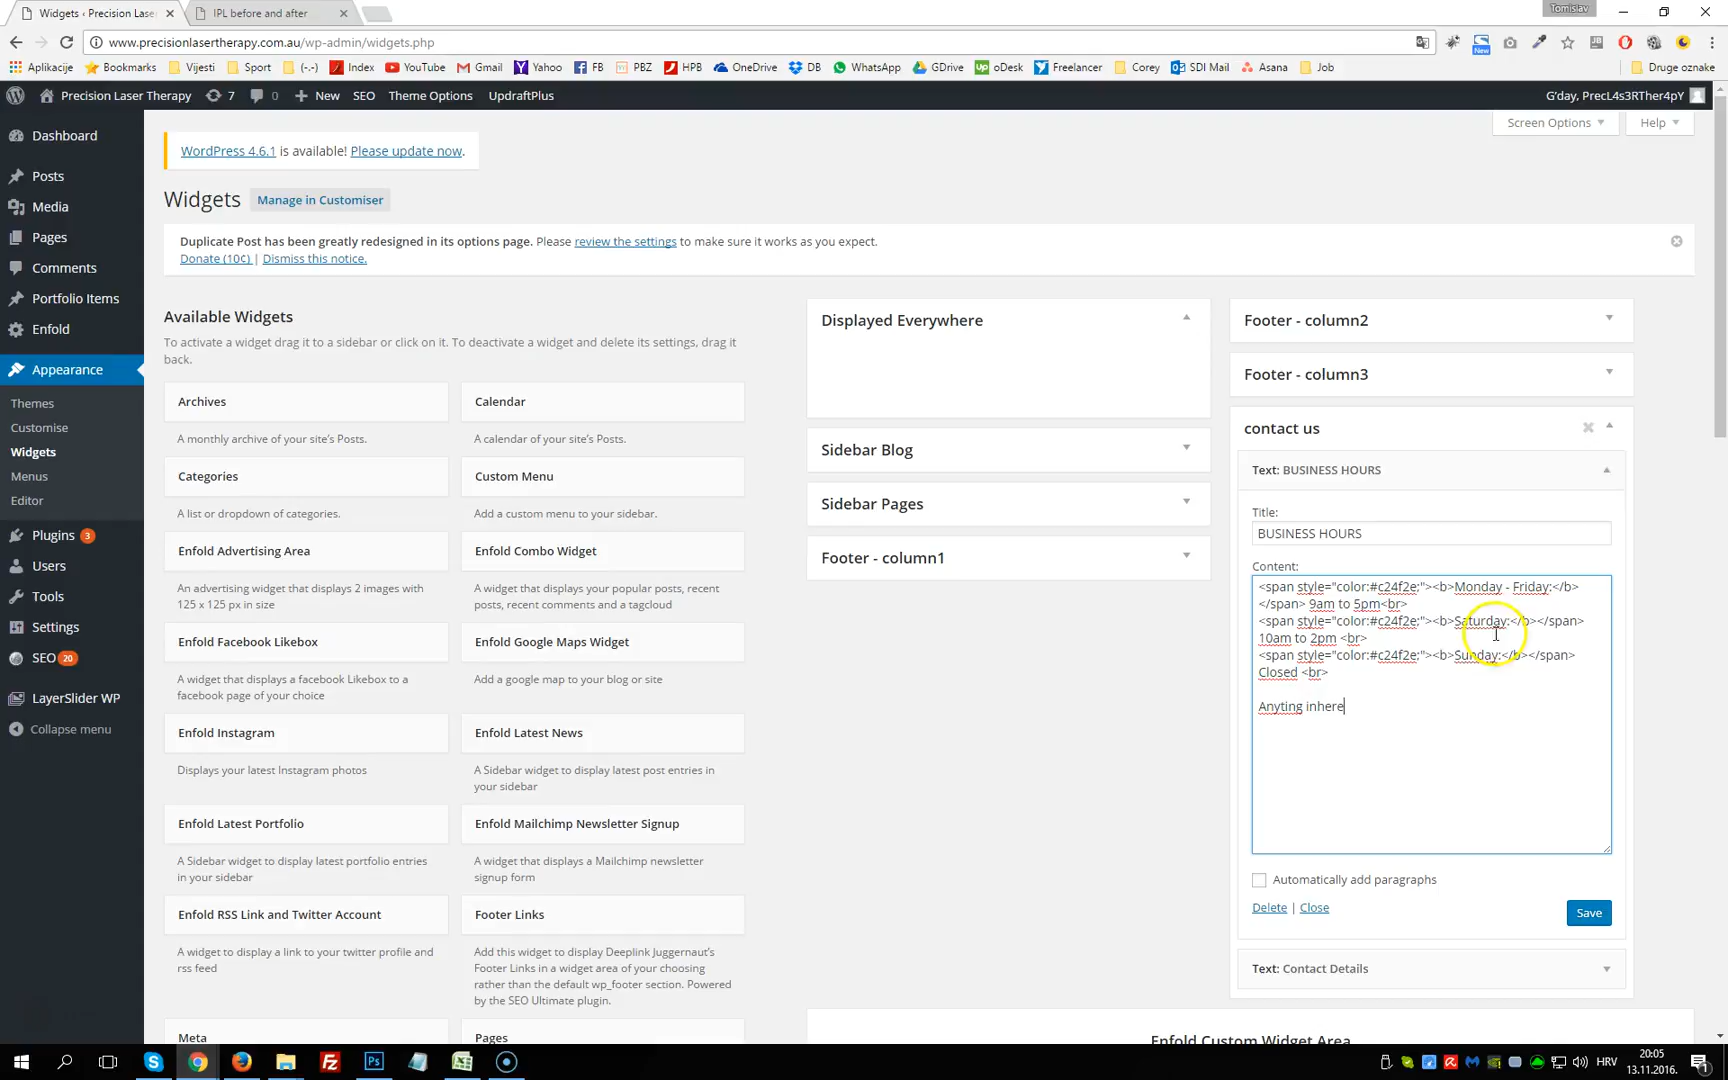 Widgets ‹ Precision Lase
IPL before and after
Tomislav
www.precisionlasertherapy.com.au/wp-admin/widgets.php
New
Aplikacije
Bookmarks
Vijesti
Sport
(-.-)
Index
YouTube
Gmail
Yahoo
FB
PBZ
HPB
OneDrive
DB
WhatsApp
GDrive
oDesk
Freelancer
Corey
SDI Mail
Asana
Job
Druge oznake
Precision Laser Therapy
7
0
New
SEO
Theme Options
UpdraftPlus
G'day, PrecL4s3RTher4pY
Screen Options
Help
Dashboard
Posts
Media
Pages
Comments
Portfolio Items
Enfold
Appearance
Themes
Customise
Widgets
Menus
Editor
Plugins 3
Users
Tools
Settings
SEO 20
LayerSlider WP
Collapse menu
WordPress 4.6.1 is available! Please update now.
Widgets
Manage in Customiser
Duplicate Post has been greatly redesigned in its options page. Please review the settings to make sure it works as you expect.
Donate (10¢) | Dismiss this notice.
Available Widgets
To activate a widget drag it to a sidebar or click on it. To deactivate a widget and delete its settings, drag it
back.
Archives
A monthly archive of your site's Posts.
Calendar
A calendar of your site's Posts.
Categories
A list or dropdown of categories.
Custom Menu
Add a custom menu to your sidebar.
Enfold Advertising Area
An advertising widget that displays 2 images with
125 x 125 px in size
Enfold Combo Widget
A widget that displays your popular posts, recent
posts, recent comments and a tagcloud
Enfold Facebook Likebox
A widget that displays a facebook Likebox to a
facebook page of your choice
Enfold Google Maps Widget
Add a google map to your blog or site
Enfold Instagram
Displays your latest Instagram photos
Enfold Latest News
A Sidebar widget to display latest post entries in
your sidebar
Enfold Latest Portfolio
A Sidebar widget to display latest portfolio entries
in your sidebar
Enfold Mailchimp Newsletter Signup
A widget that displays a Mailchimp newsletter
signup form
Enfold RSS Link and Twitter Account
A widget to display a link to your twitter profile and
rss feed
Footer Links
Add this widget to display Deeplink Juggernaut's
Footer Links in a widget area of your choosing
rather than the default wp_footer section. Powered
by the SEO Ultimate plugin.
Meta
Pages
Displayed Everywhere
Sidebar Blog
Sidebar Pages
Footer - column1
Footer - column2
Footer - column3
contact us
Text: BUSINESS HOURS
Title:
BUSINESS HOURS
Content:
<span style="color:#c24f2e;"><b>Monday - Friday:</b>
</span> 9am to 5pm<br>
<span style="color:#c24f2e;"><b>Saturday:</b></span>
10am to 2pm <br>
<span style="color:#c24f2e;"><b>Sunday:</b></span>
Closed <br>
Anyting inhere
Automatically add paragraphs
Delete | Close
Save
Text: Contact Details
Enfold Custom Widget Area
HRV
20:05
13.11.2016.
1